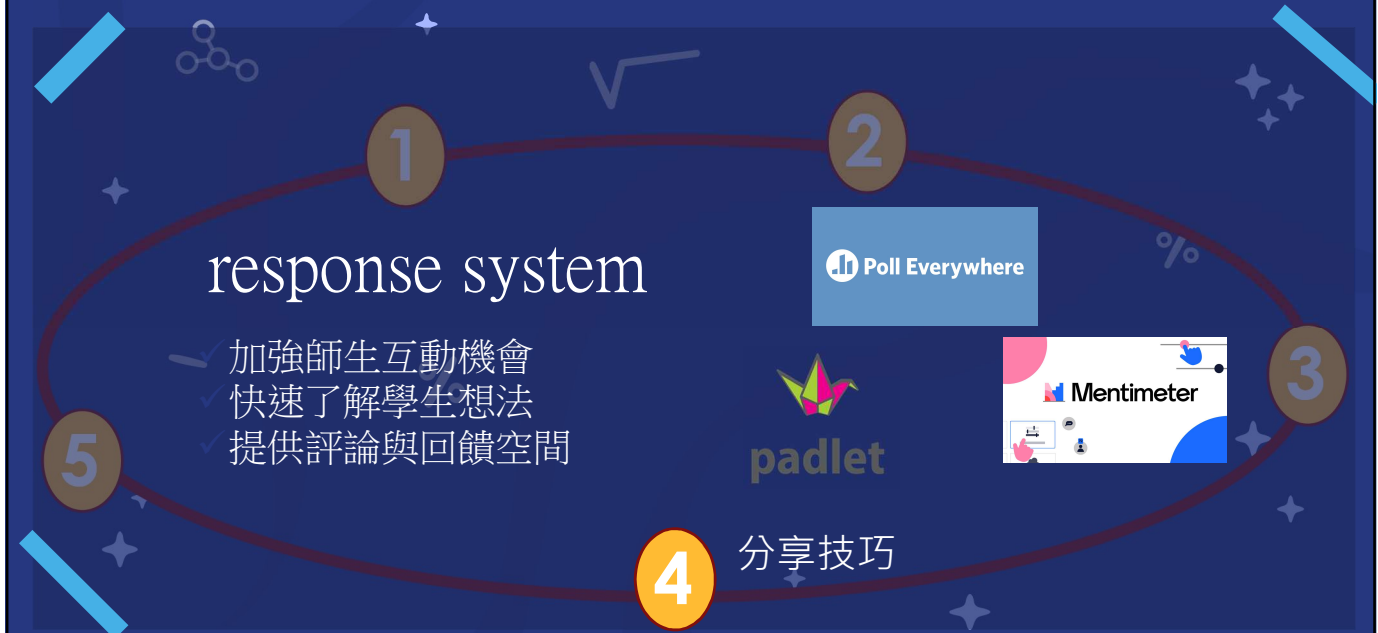 1
2
response system
Poll Everywhere
加強師生互動機會
快速了解學生想法
提供評論與回饋空間
padlet
Mentimeter
3
5
4
分享技巧